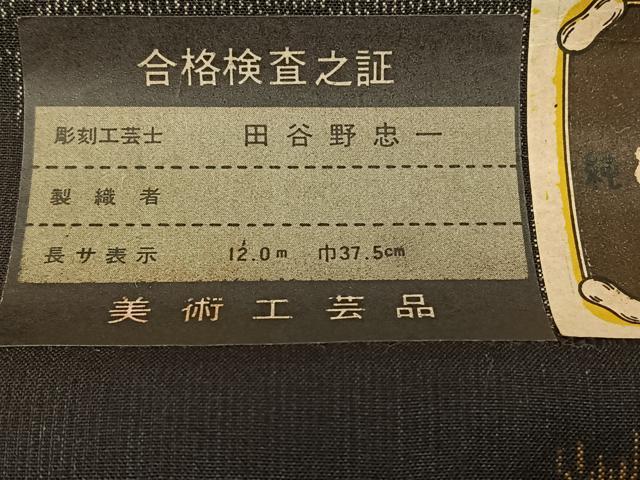 合格検査之証
彫刻工芸士 田谷野忠一
製織者
長サ表示 12.0m 巾37.5cm
美術工芸品
純